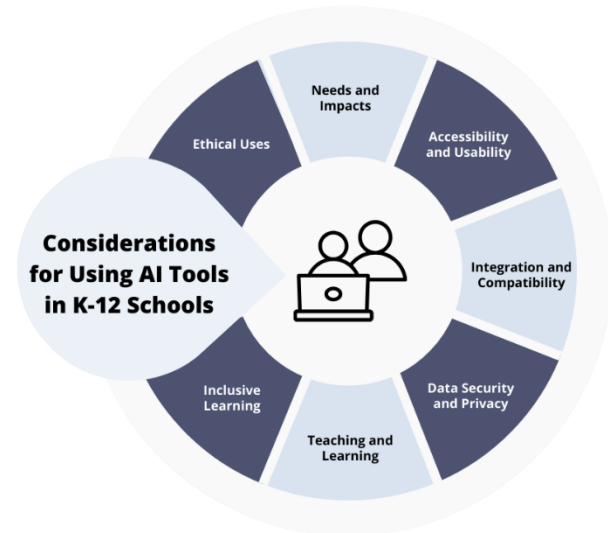 Considerations
for Using AI Tools
in K-12 Schools
Needs and
Impacts
Accessibility
and Usability
Integration and
Compatibility
Data Security
and Privacy
Teaching and
Learning
Inclusive
Learning
Ethical Uses